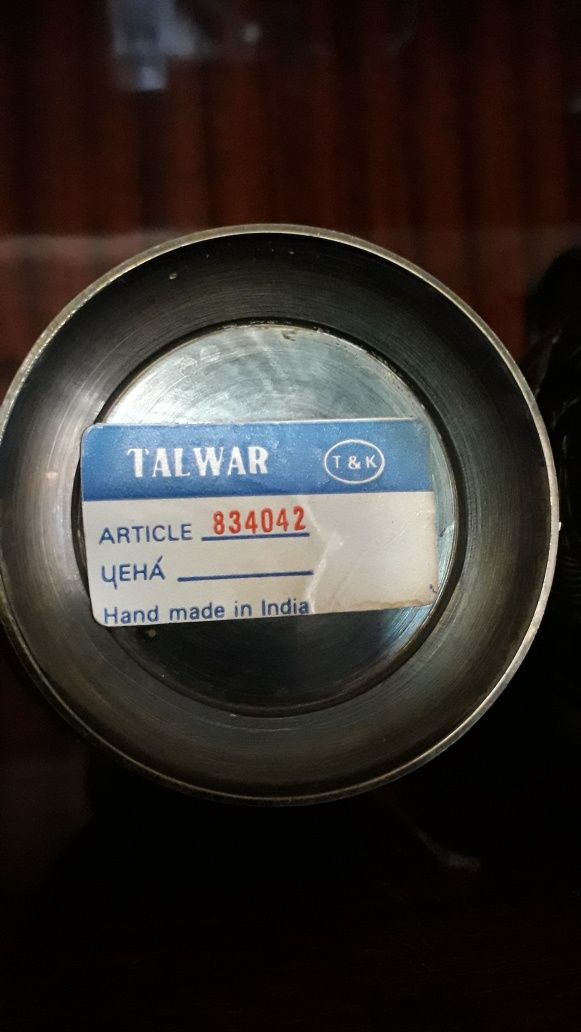 TALWAR T & K
ARTICLE 834042
ЦЕНА́
Hand made in India